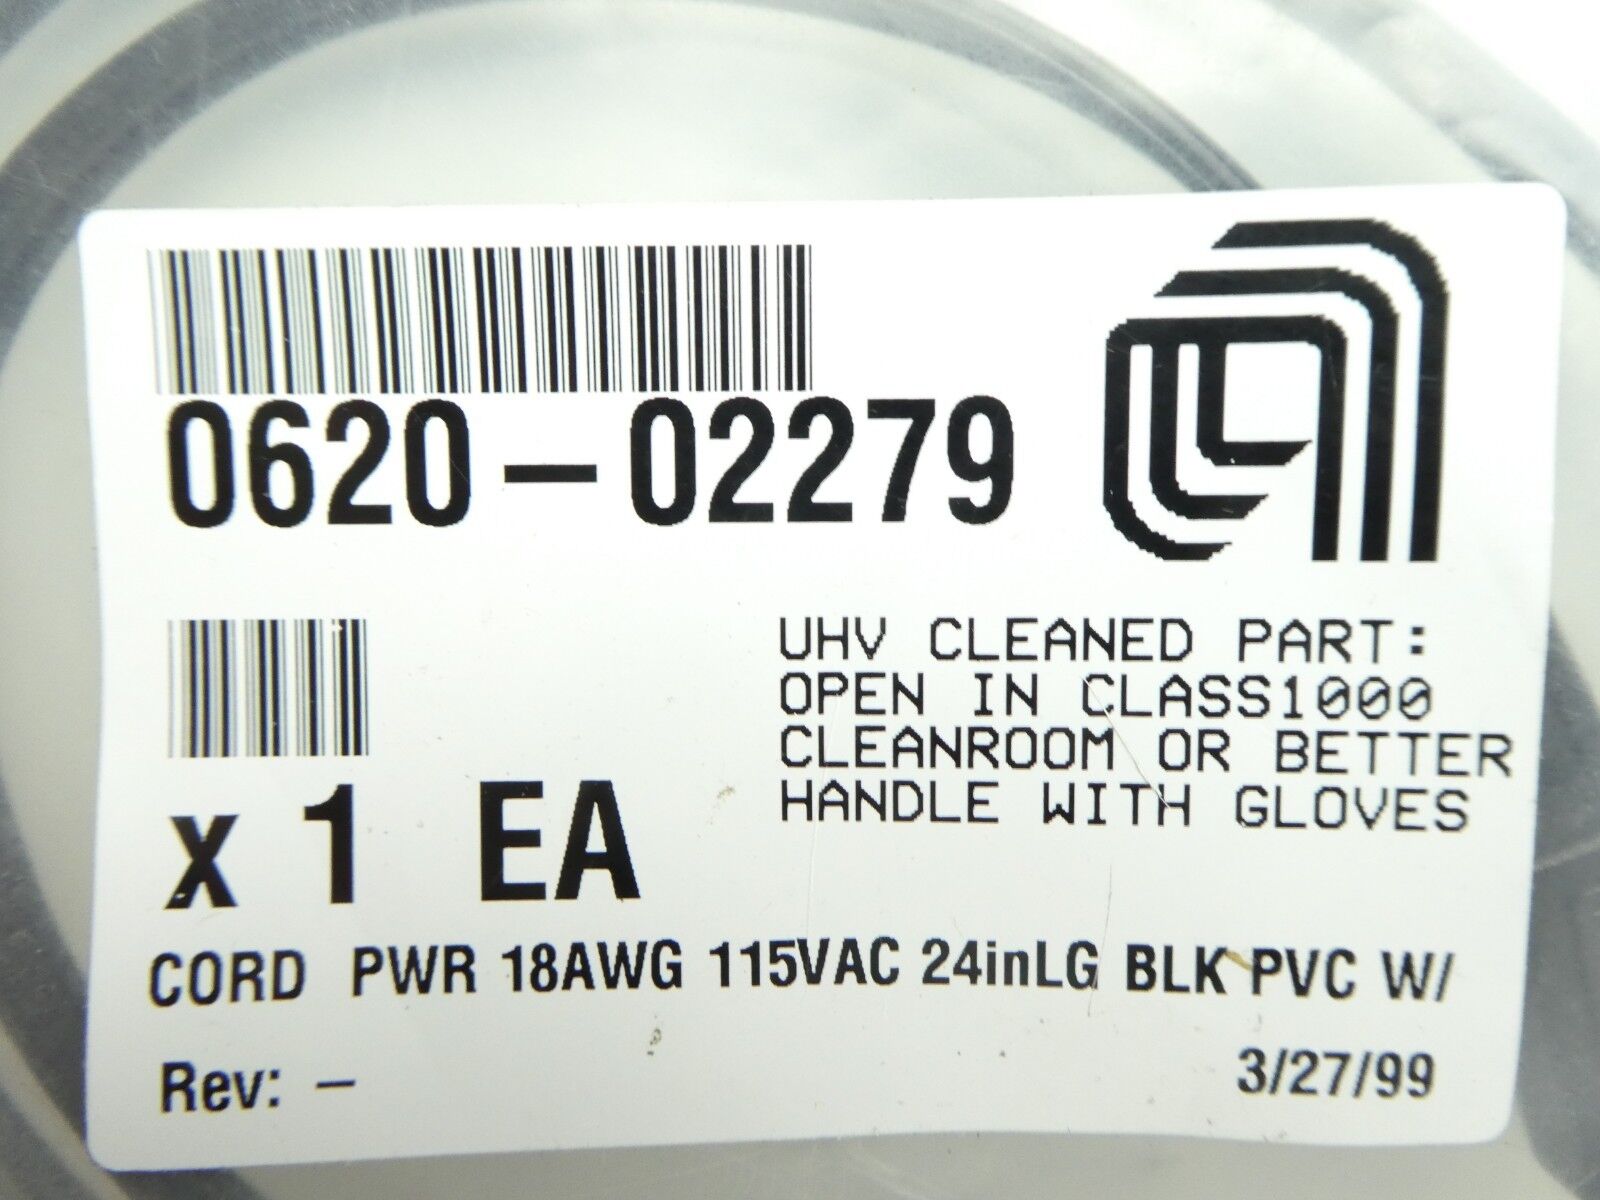 0620-02279
UHV CLEANED PART:
OPEN IN CLASS1000
CLEANROOM OR BETTER
HANDLE WITH GLOVES
x 1 EA
CORD PWR 18AWG 115VAC 24inLG BLK PVC W/
Rev: –
3/27/99